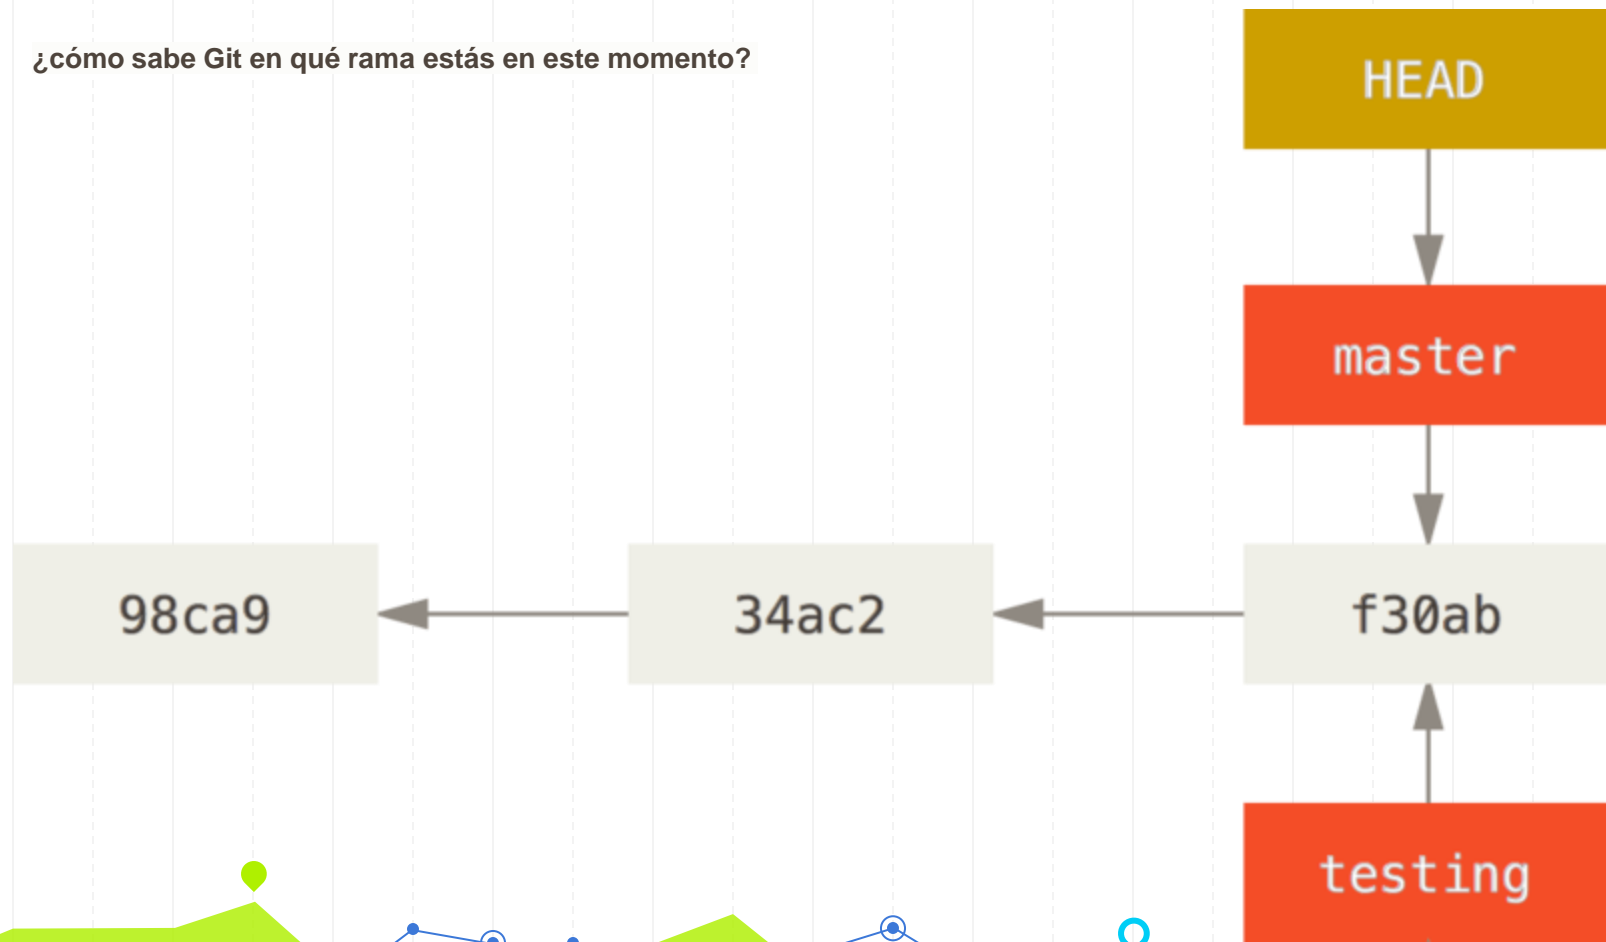 ¿cómo sabe Git en qué rama estás en este momento?
HEAD
master
98ca9
34ac2
f30ab
testing